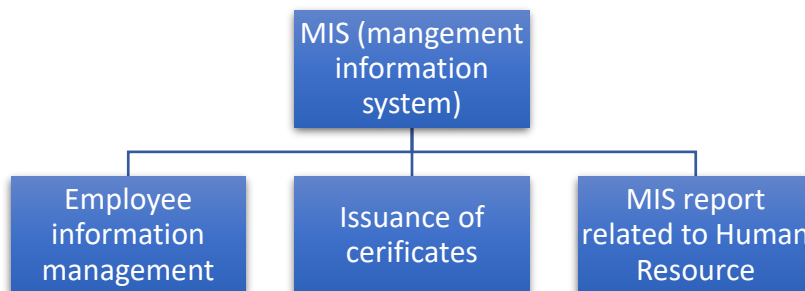 MIS (mangement
information
system)
Employee
information
management
Issuance of
cerificates
MIS report
related to Human
Resource